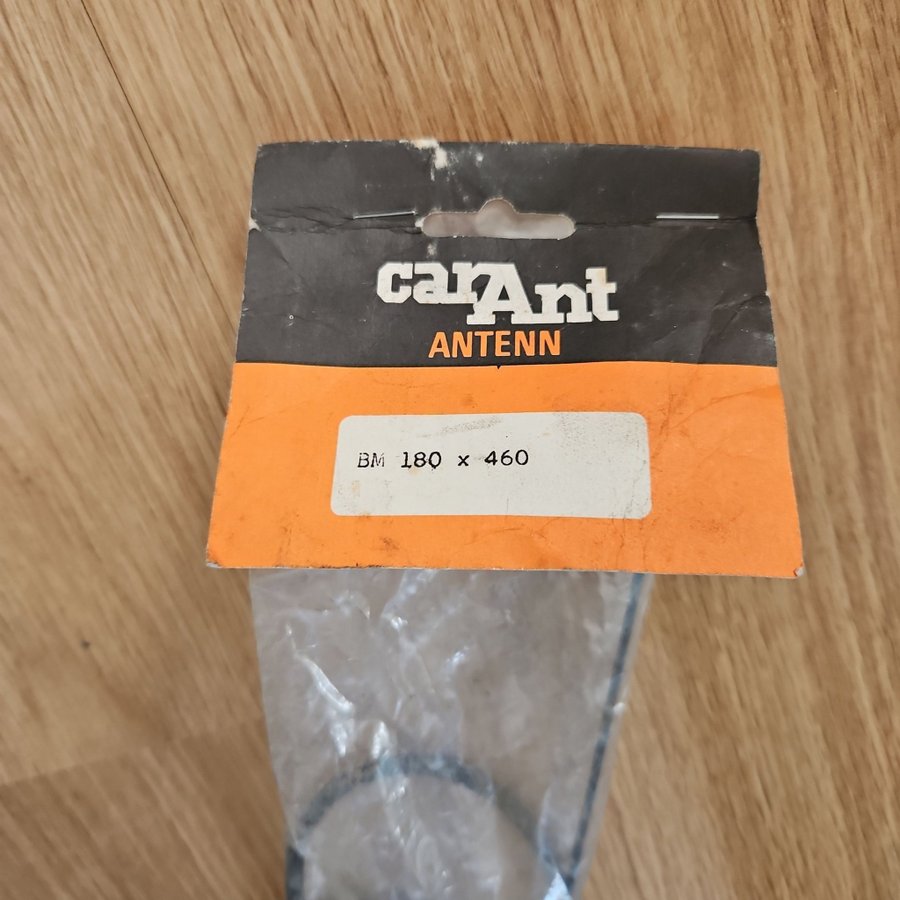 carAnt
ANTENN
BM 180 x 460